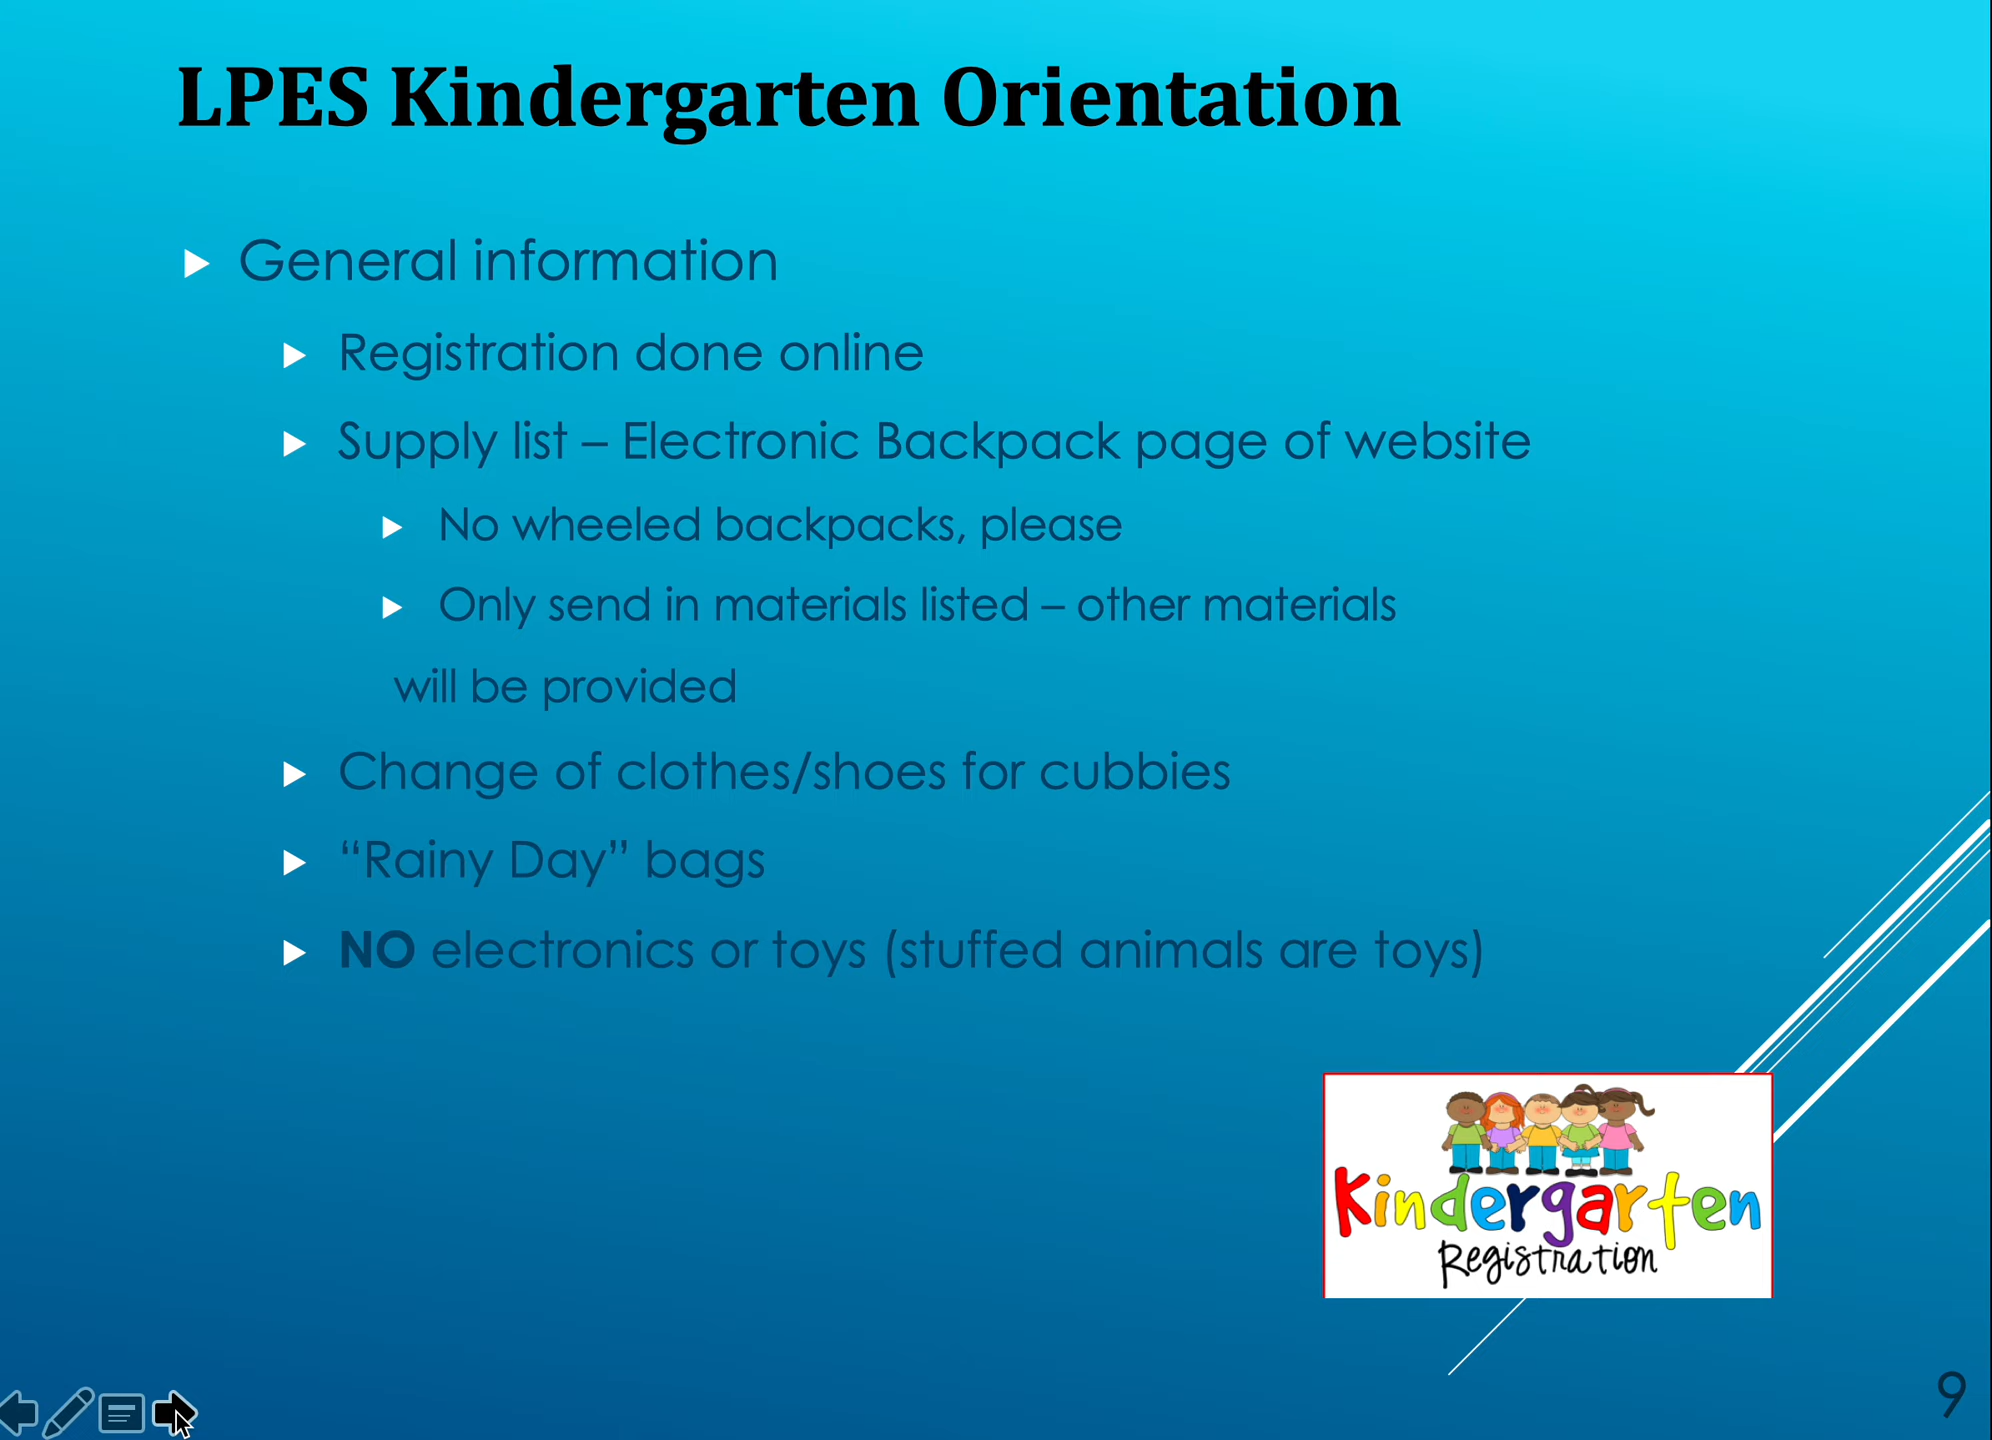 LPES Kindergarten Orientation
General information
Registration done online
Supply list – Electronic Backpack page of website
No wheeled backpacks, please
Only send in materials listed – other materials
will be provided
Change of clothes/shoes for cubbies
“Rainy Day” bags
NO electronics or toys (stuffed animals are toys)
Kindergarten
Registration
9